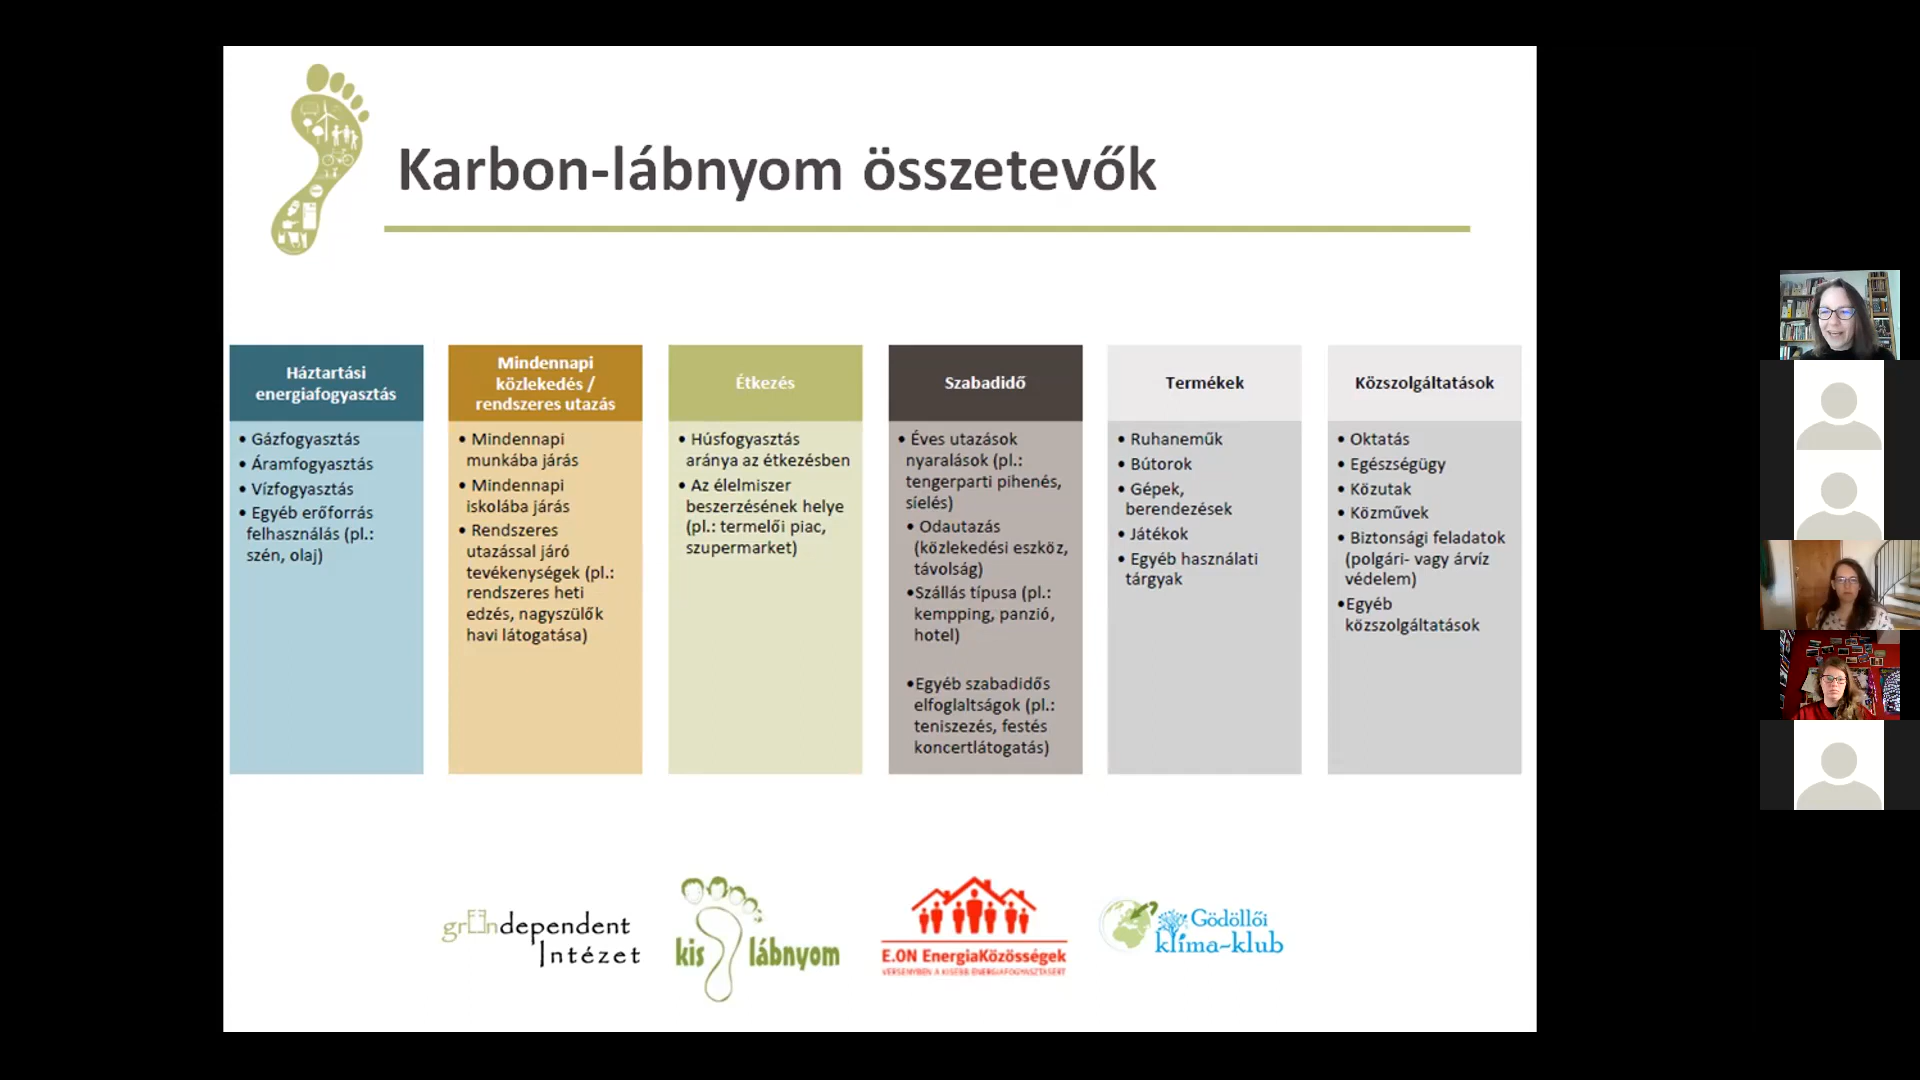 Karbon-lábnyom összetevők
Háztartási
energiafogyasztás
• Gázfogyasztás
• Áramfogyasztás
• Vízfogyasztás
• Egyéb erőforrás
felhasználás (pl.:
szén, olaj)
Mindennapi
közlekedés /
rendszeres utazás
• Mindennapi
munkába járás
• Mindennapi
iskolába járás
• Rendszeres
utazással járó
tevékenységek (pl.:
rendszeres heti
edzés, nagyszülők
havi látogatása)
Étkezés
• Húsfogyasztás
aránya az étkezésben
• Az élelmiszer
beszerzésének helye
(pl.: termelői piac,
szupermarket)
Szabadidő
• Éves utazások
nyaralások (pl.:
tengerparti pihenés,
síelés)
• Odautazás
(közlekedési eszköz,
távolság)
•Szállás típusa (pl.:
kempping, panzió,
hotel)
•Egyéb szabadidős
elfoglaltságok (pl.:
teniszezés, festés
koncertlátogatás)
Termékek
• Ruhaneműk
• Bútorok
• Gépek,
berendezések
• Játékok
• Egyéb használati
tárgyak
Közszolgáltatások
• Oktatás
• Egészségügy
• Közutak
• Közművek
• Biztonsági feladatok
(polgári- vagy árvíz
védelem)
•Egyéb
közszolgáltatások
gründependent
Intézet
kis lábnyom
E.ON EnergiaKözösségek
VERSENYBEN A KISEBB ENERGIAFOGYASZTÁSÉRT
Gödöllői
klíma-klub